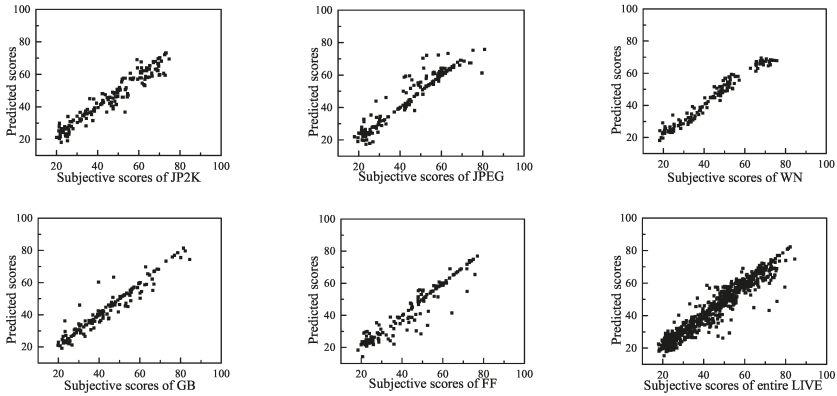 100
80
60
40
20
Predicted scores
20 40 60 80 100
Subjective scores of JP2K
100
80
60
40
20
Predicted scores
20 40 60 80 100
Subjective scores of JPEG
100
80
60
40
20
Predicted scores
20 40 60 80 100
Subjective scores of WN
100
80
60
40
20
Predicted scores
20 40 60 80 100
Subjective scores of GB
100
80
60
40
20
Predicted scores
20 40 60 80 100
Subjective scores of FF
100
80
60
40
20
Predicted scores
20 40 60 80 100
Subjective scores of entire LIVE